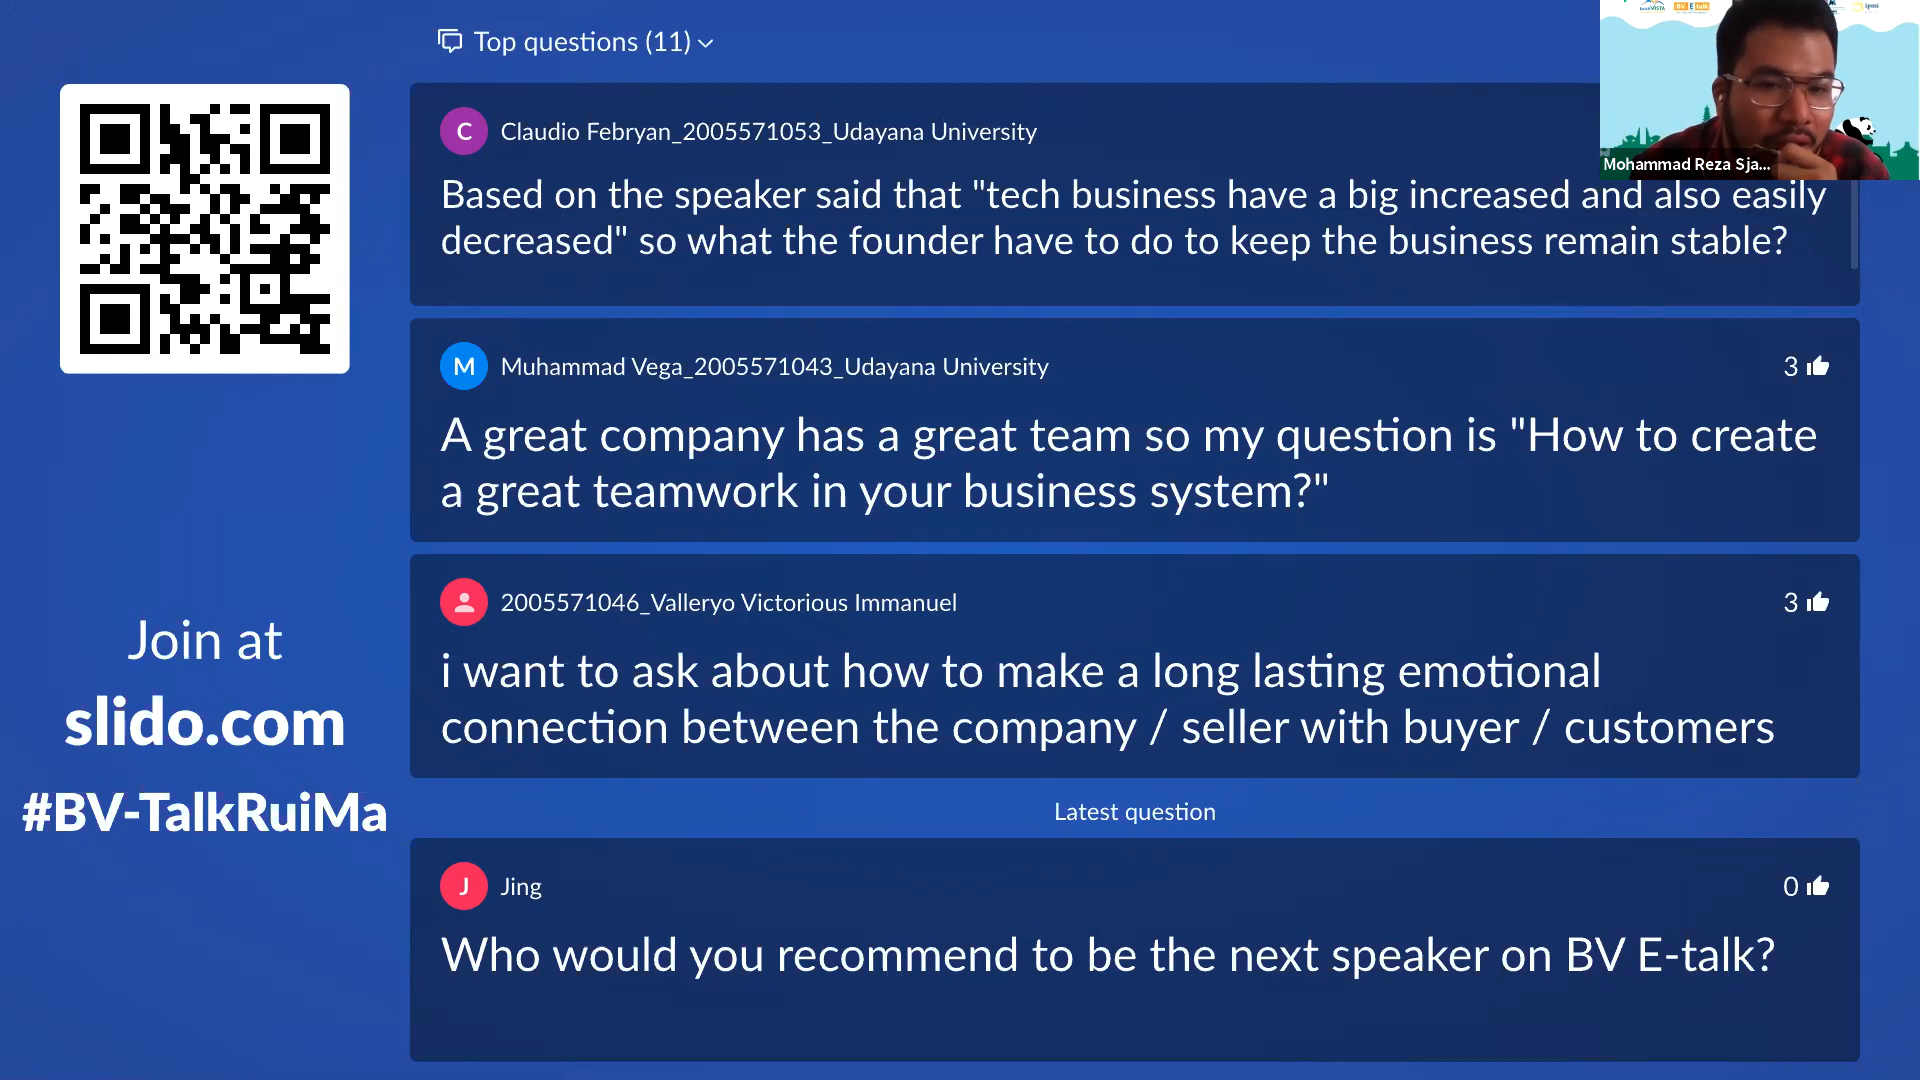 Top questions (11)
Claudio Febryan_2005571053_Udayana University
Based on the speaker said that "tech business have a big increased and also easily
decreased" so what the founder have to do to keep the business remain stable?
M
Muhammad Vega_2005571043_Udayana University
3
A great company has a great team so my question is "How to create
a great teamwork in your business system?"
2005571046_Valleryo Victorious Immanuel
3
i want to ask about how to make a long lasting emotional
connection between the company / seller with buyer / customers
Latest question
J
Jing
0
Who would you recommend to be the next speaker on BV E-talk?
C
Join at
slido.com
#BV-TalkRuiMa
BV E talk
ipmi
Mohammad Reza Sja...